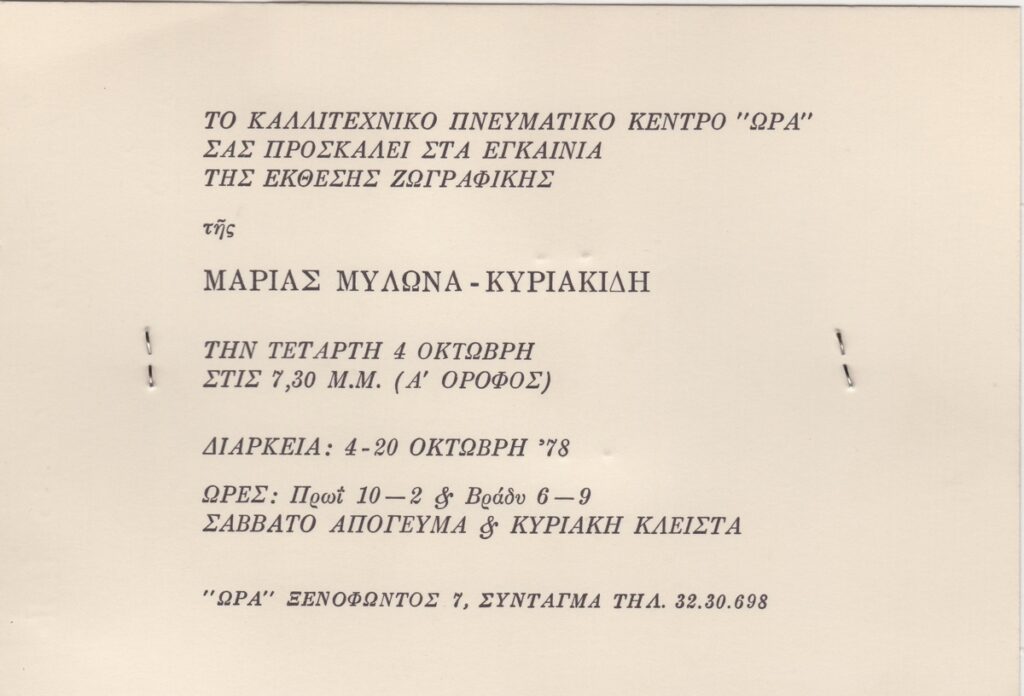 ΤΟ ΚΑΛΛΙΤΕΧΝΙΚΟ ΠΝΕΥΜΑΤΙΚΟ ΚΕΝΤΡΟ "ΩΡΑ"
ΣΑΣ ΠΡΟΣΚΑΛΕΙ ΣΤΑ ΕΓΚΑΙΝΙΑ
ΤΗΣ ΕΚΘΕΣΗΣ ΖΩΓΡΑΦΙΚΗΣ
τῆς
ΜΑΡΙΑΣ ΜΥΛΩΝΑ - ΚΥΡΙΑΚΙΔΗ
ΤΗΝ ΤΕΤΑΡΤΗ 4 ΟΚΤΩΒΡΗ
ΣΤΙΣ 7,30 Μ.Μ. (Α' ΟΡΟΦΟΣ)
ΔΙΑΡΚΕΙΑ: 4-20 ΟΚΤΩΒΡΗ '78
ΩΡΕΣ: Πρωΐ 10 — 2 & Βράδυ 6 — 9
ΣΑΒΒΑΤΟ ΑΠΟΓΕΥΜΑ & ΚΥΡΙΑΚΗ ΚΛΕΙΣΤΑ
"ΩΡΑ" ΞΕΝΟΦΩΝΤΟΣ 7, ΣΥΝΤΑΓΜΑ ΤΗΛ. 32.30.698